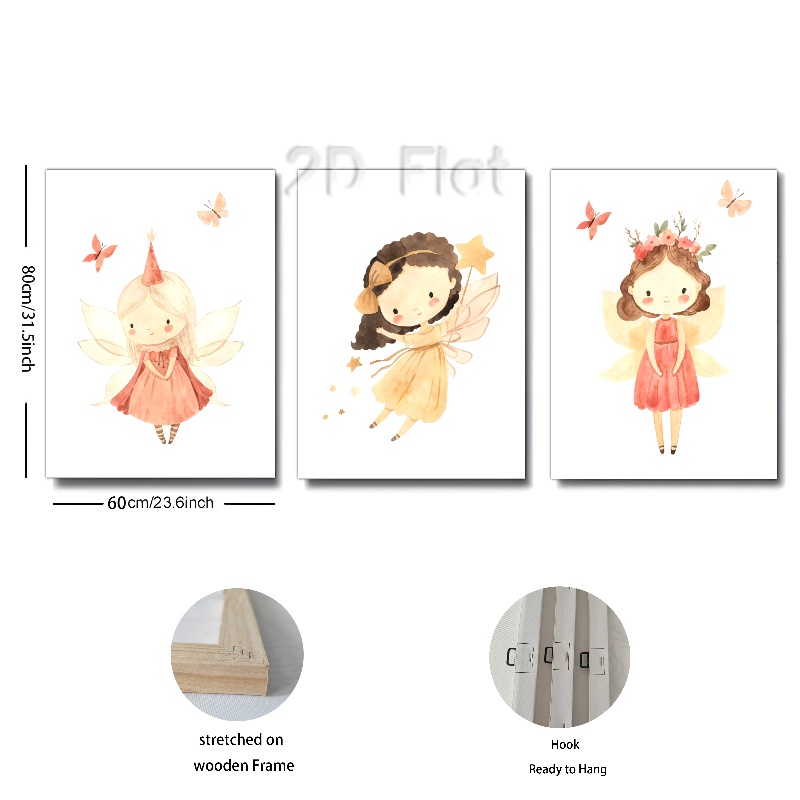 2D Flat
80cm/31.5inch
60cm/23.6inch
stretched on
wooden Frame
Hook
Ready to Hang